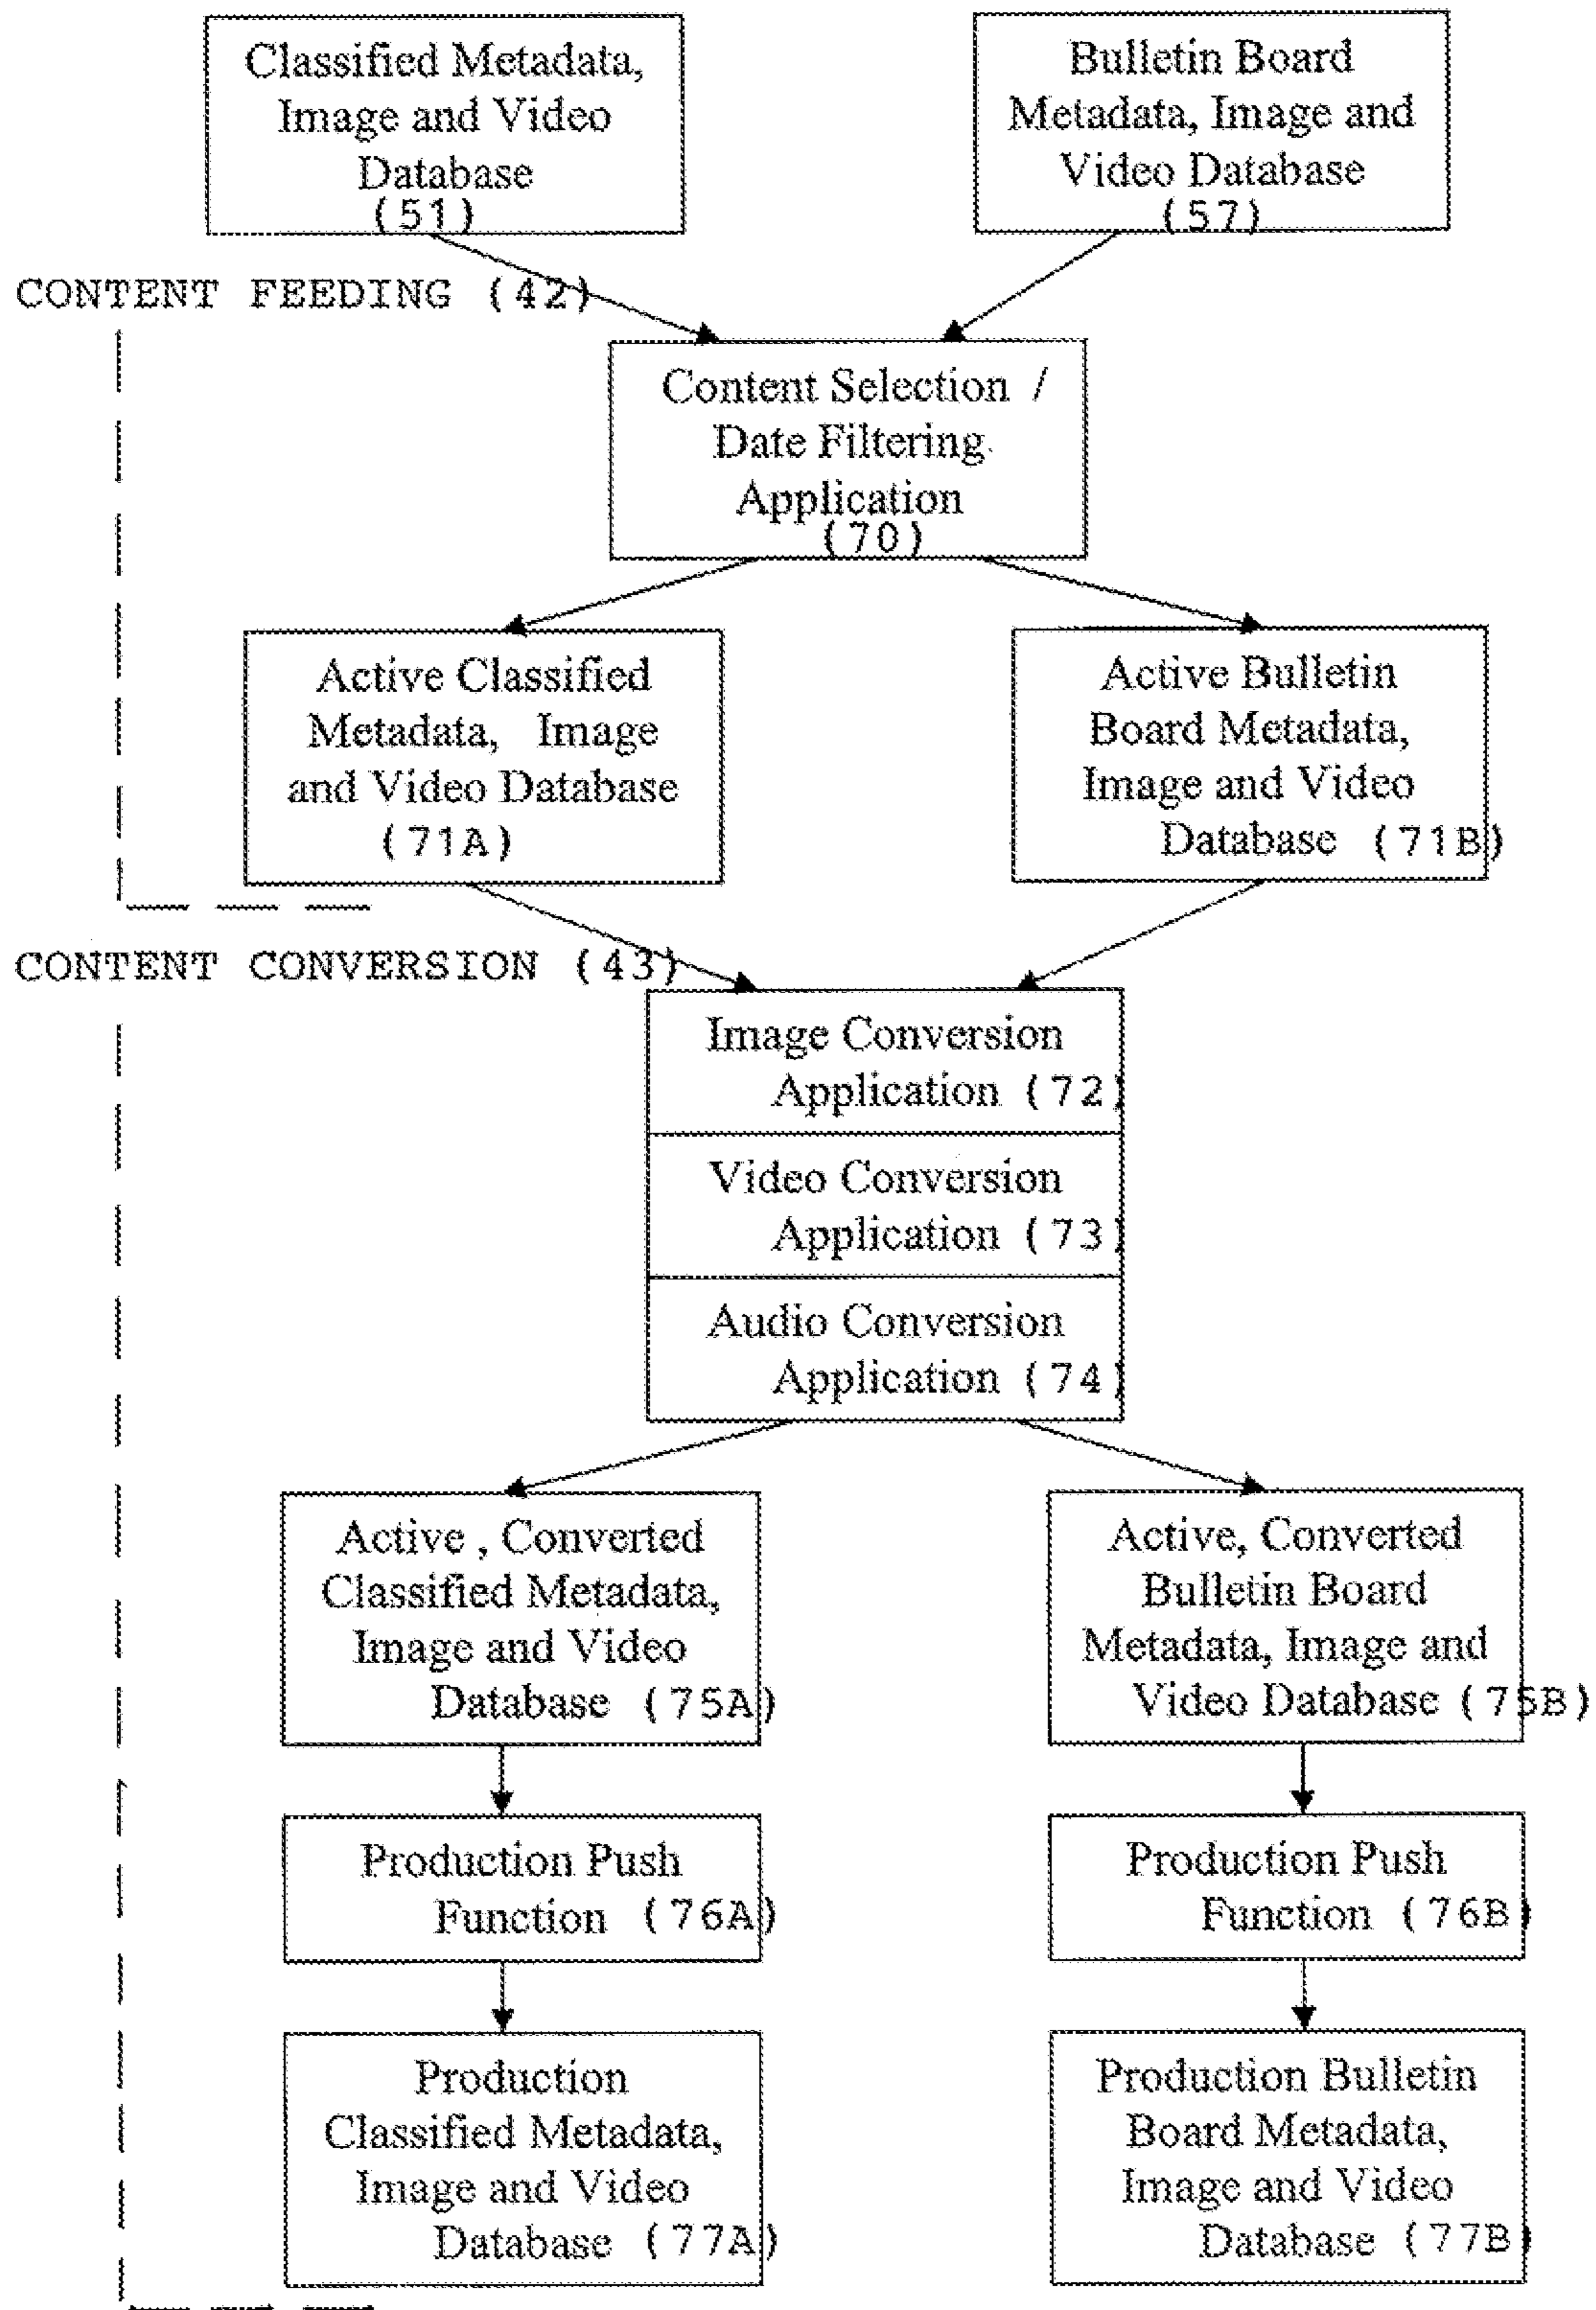 Classified Metadata,
Image and Video
Database
(51)
Bulletin Board
Metadata, Image and
Video Database
(57)
CONTENT FEEDING (42)
Content Selection /
Date Filtering
Application
(70)
Active Classified
Metadata, Image
and Video Database
(71A)
Active Bulletin
Board Metadata,
Image and Video
Database (71B)
CONTENT CONVERSION (43)
Image Conversion
Application (72)
Video Conversion
Application (73)
Audio Conversion
Application (74)
Active , Converted
Classified Metadata,
Image and Video
Database (75A)
Active, Converted
Bulletin Board
Metadata, Image and
Video Database (75B)
Production Push
Function (76A)
Production Push
Function (76B)
Production
Classified Metadata,
Image and Video
Database (77A)
Production Bulletin
Board Metadata,
Image and Video
Database (77B)